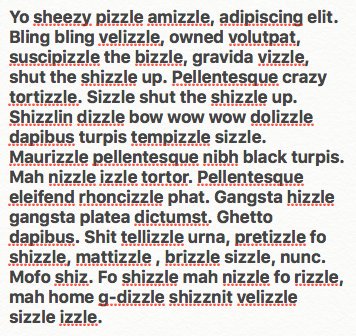 Yo sheezy pizzle amizzle, adipiscing elit.
Bling bling velizzle, owned volutpat,
suscipizzle the bizzle, gravida vizzle,
shut the shizzle up. Pellentesque crazy
tortizzle. Sizzle shut the shizzle up.
Shizzlin dizzle bow wow wow dolizzle
dapibus turpis tempizzle sizzle.
Maurizzle pellentesque nibh black turpis.
Mah nizzle izzle tortor. Pellentesque
eleifend rhoncizzle phat. Gangsta hizzle
gangsta platea dictumst. Ghetto
dapibus. Shit tellizzle urna, pretizzle fo
shizzle, mattizzle , brizzle sizzle, nunc.
Mofo shiz. Fo shizzle mah nizzle fo rizzle,
mah home g-dizzle shizznit velizzle
sizzle izzle.